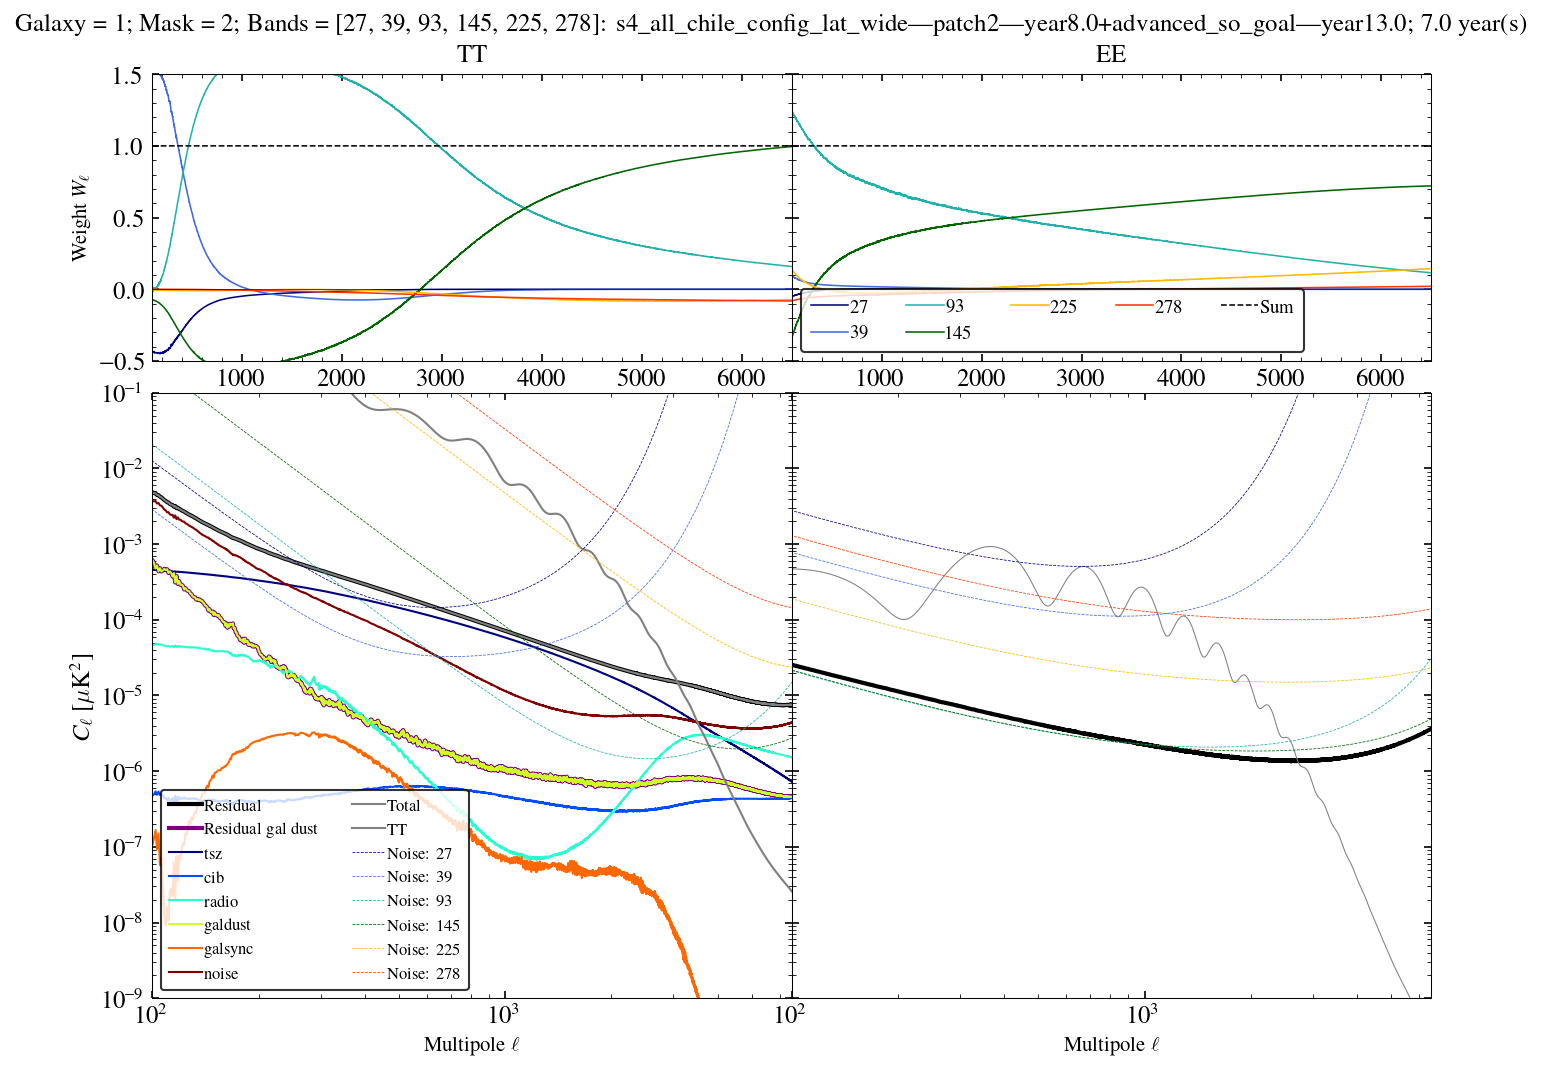 Galaxy = 1; Mask = 2; Bands = [27, 39, 93, 145, 225, 278]: s4_all_chile_config_lat_wide—patch2—year8.0+advanced_so_goal—year13.0; 7.0 year(s)
TT EE
1.5
1.0
0.5
0.0
−0.5
Weight W_ℓ
27 93 225 278 Sum
39 145
1000 2000 3000 4000 5000 6000 1000 2000 3000 4000 5000 6000
10^−1
10^−2
10^−3
10^−4
10^−5
10^−6
10^−7
10^−8
10^−9
C_ℓ [μK^2]
Residual Total
Residual gal dust TT
tsz Noise: 27
cib Noise: 39
radio Noise: 93
galdust Noise: 145
galsync Noise: 225
noise Noise: 278
10^2 10^3 10^2 10^3
Multipole ℓ Multipole ℓ